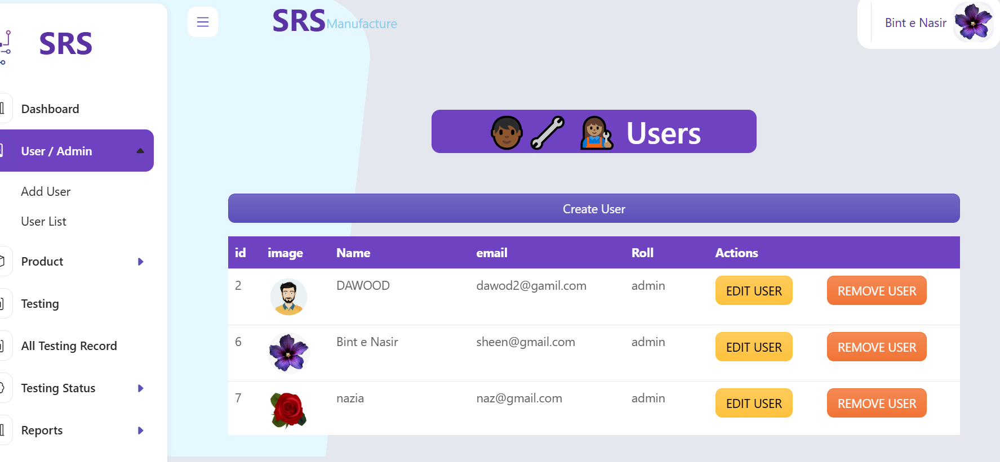 SRS
Dashboard
User / Admin
Add User
User List
Product
Testing
All Testing Record
Testing Status
Reports
SRS Manufacture
Bint e Nasir
Users
Create User
id image Name email Roll Actions
2 DAWOOD dawod2@gamil.com admin EDIT USER REMOVE USER
6 Bint e Nasir sheen@gmail.com admin EDIT USER REMOVE USER
7 nazia naz@gmail.com admin EDIT USER REMOVE USER